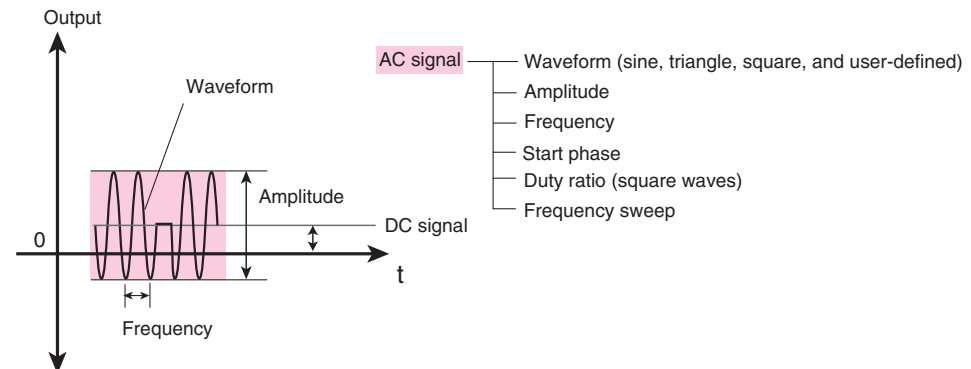 Output
AC signal
Waveform (sine, triangle, square, and user-defined)
Waveform
Amplitude
Frequency
Start phase
Duty ratio (square waves)
Amplitude
Frequency sweep
DC signal
0
t
Frequency